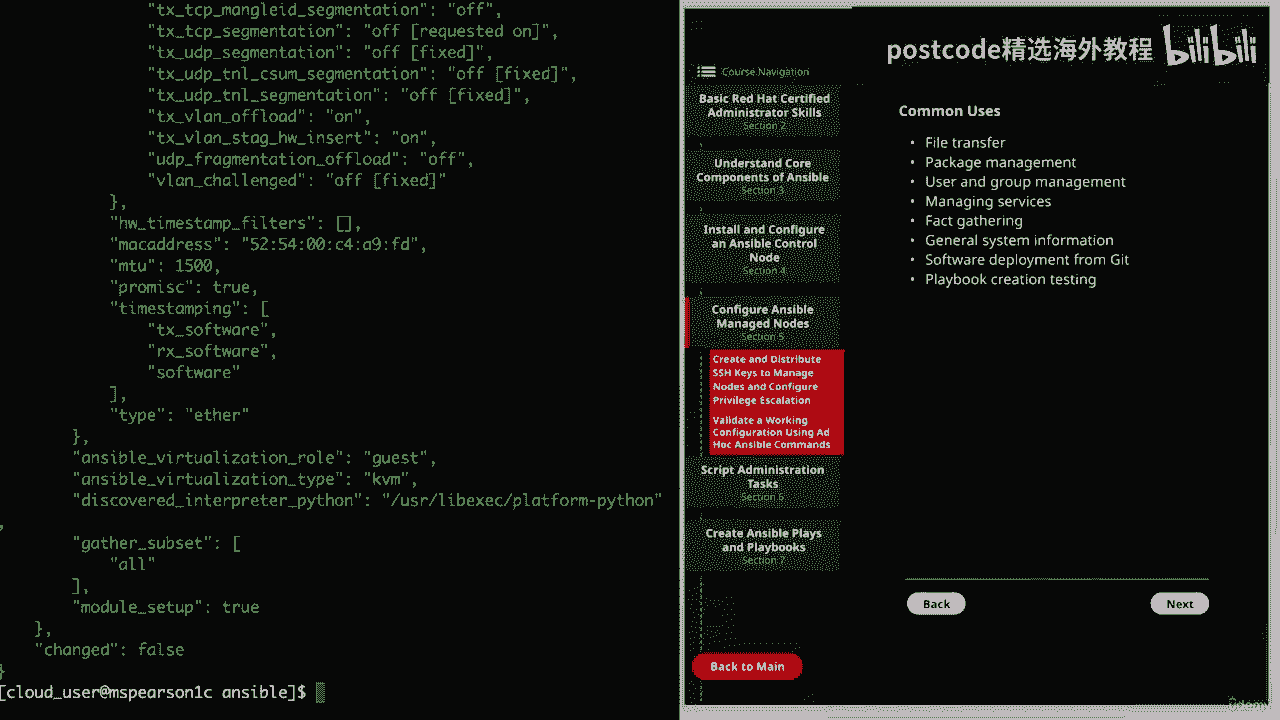 "tx_tcp_mangleid_segmentation": "off",
"tx_tcp_segmentation": "off [requested on]",
"tx_udp_segmentation": "off [fixed]",
"tx_udp_tnl_csum_segmentation": "off [fixed]",
"tx_udp_tnl_segmentation": "off [fixed]",
"tx_vlan_offload": "on",
"tx_vlan_stag_hw_insert": "on",
"udp_fragmentation_offload": "off",
"vlan_challenged": "off [fixed]"
},
"hw_timestamp_filters": [],
"macaddress": "52:54:00:c4:a9:fd",
"mtu": 1500,
"promisc": true,
"timestamping": [
"tx_software",
"rx_software",
"software"
],
"type": "ether"
},
"ansible_virtualization_role": "guest",
"ansible_virtualization_type": "kvm",
"discovered_interpreter_python": "/usr/libexec/platform-python"
,
"gather_subset": [
"all"
],
"module_setup": true
},
"changed": false
}
[cloud_user@mspearson1c ansible]$
postcode精选海外教程 bilibili
Course Navigation
Basic Red Hat Certified
Administrator Skills
Section 2
Understand Core
Components of Ansible
Section 3
Install and Configure
an Ansible Control
Node
Section 4
Configure Ansible
Managed Nodes
Section 5
Create and Distribute
SSH Keys to Manage
Nodes and Configure
Privilege Escalation
Validate a Working
Configuration Using Ad
Hoc Ansible Commands
Script Administration
Tasks
Section 6
Create Ansible Plays
and Playbooks
Section 7
Back to Main
Common Uses
• File transfer
• Package management
• User and group management
• Managing services
• Fact gathering
• General system information
• Software deployment from Git
• Playbook creation testing
Back
Next
Udemy